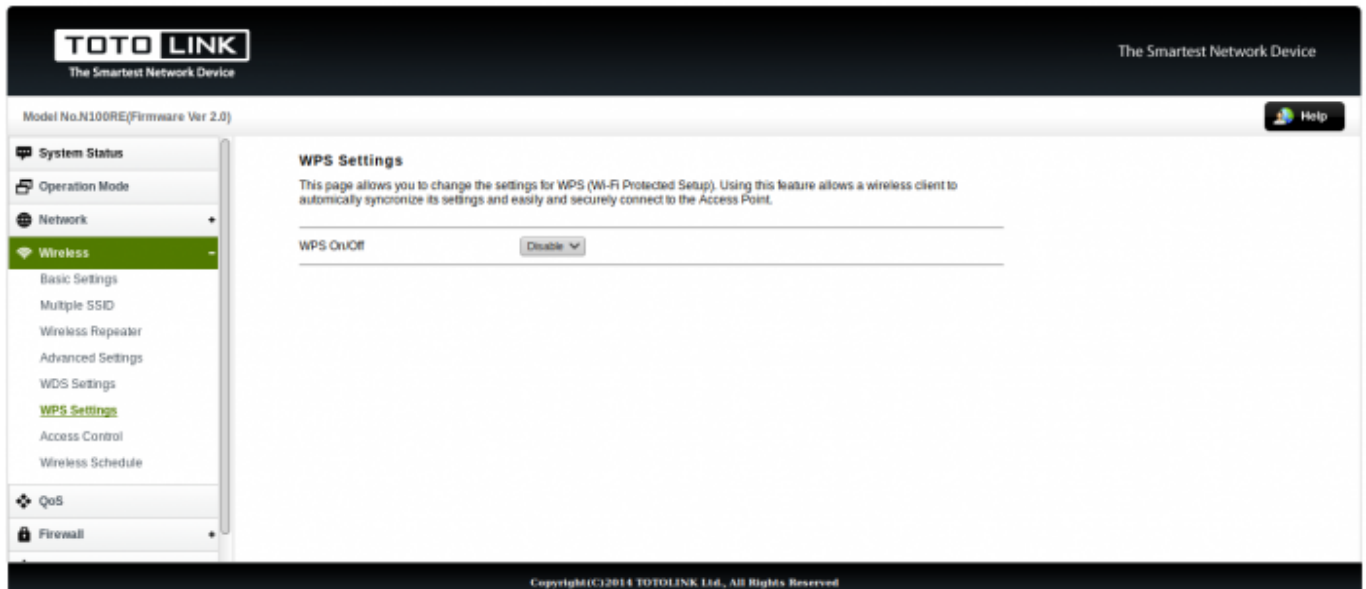 TOTO LINK
The Smartest Network Device
The Smartest Network Device
Model No.N100RE(Firmware Ver 2.0)
Help
System Status
Operation Mode
Network +
Wireless -
Basic Settings
Multiple SSID
Wireless Repeater
Advanced Settings
WDS Settings
WPS Settings
Access Control
Wireless Schedule
QoS
Firewall +
WPS Settings
This page allows you to change the settings for WPS (Wi-Fi Protected Setup). Using this feature allows a wireless client to
automically syncronize its settings and easily and securely connect to the Access Point.
WPS On/Off Disable
Copyright(C)2014 TOTOLINK Ltd., All Rights Reserved